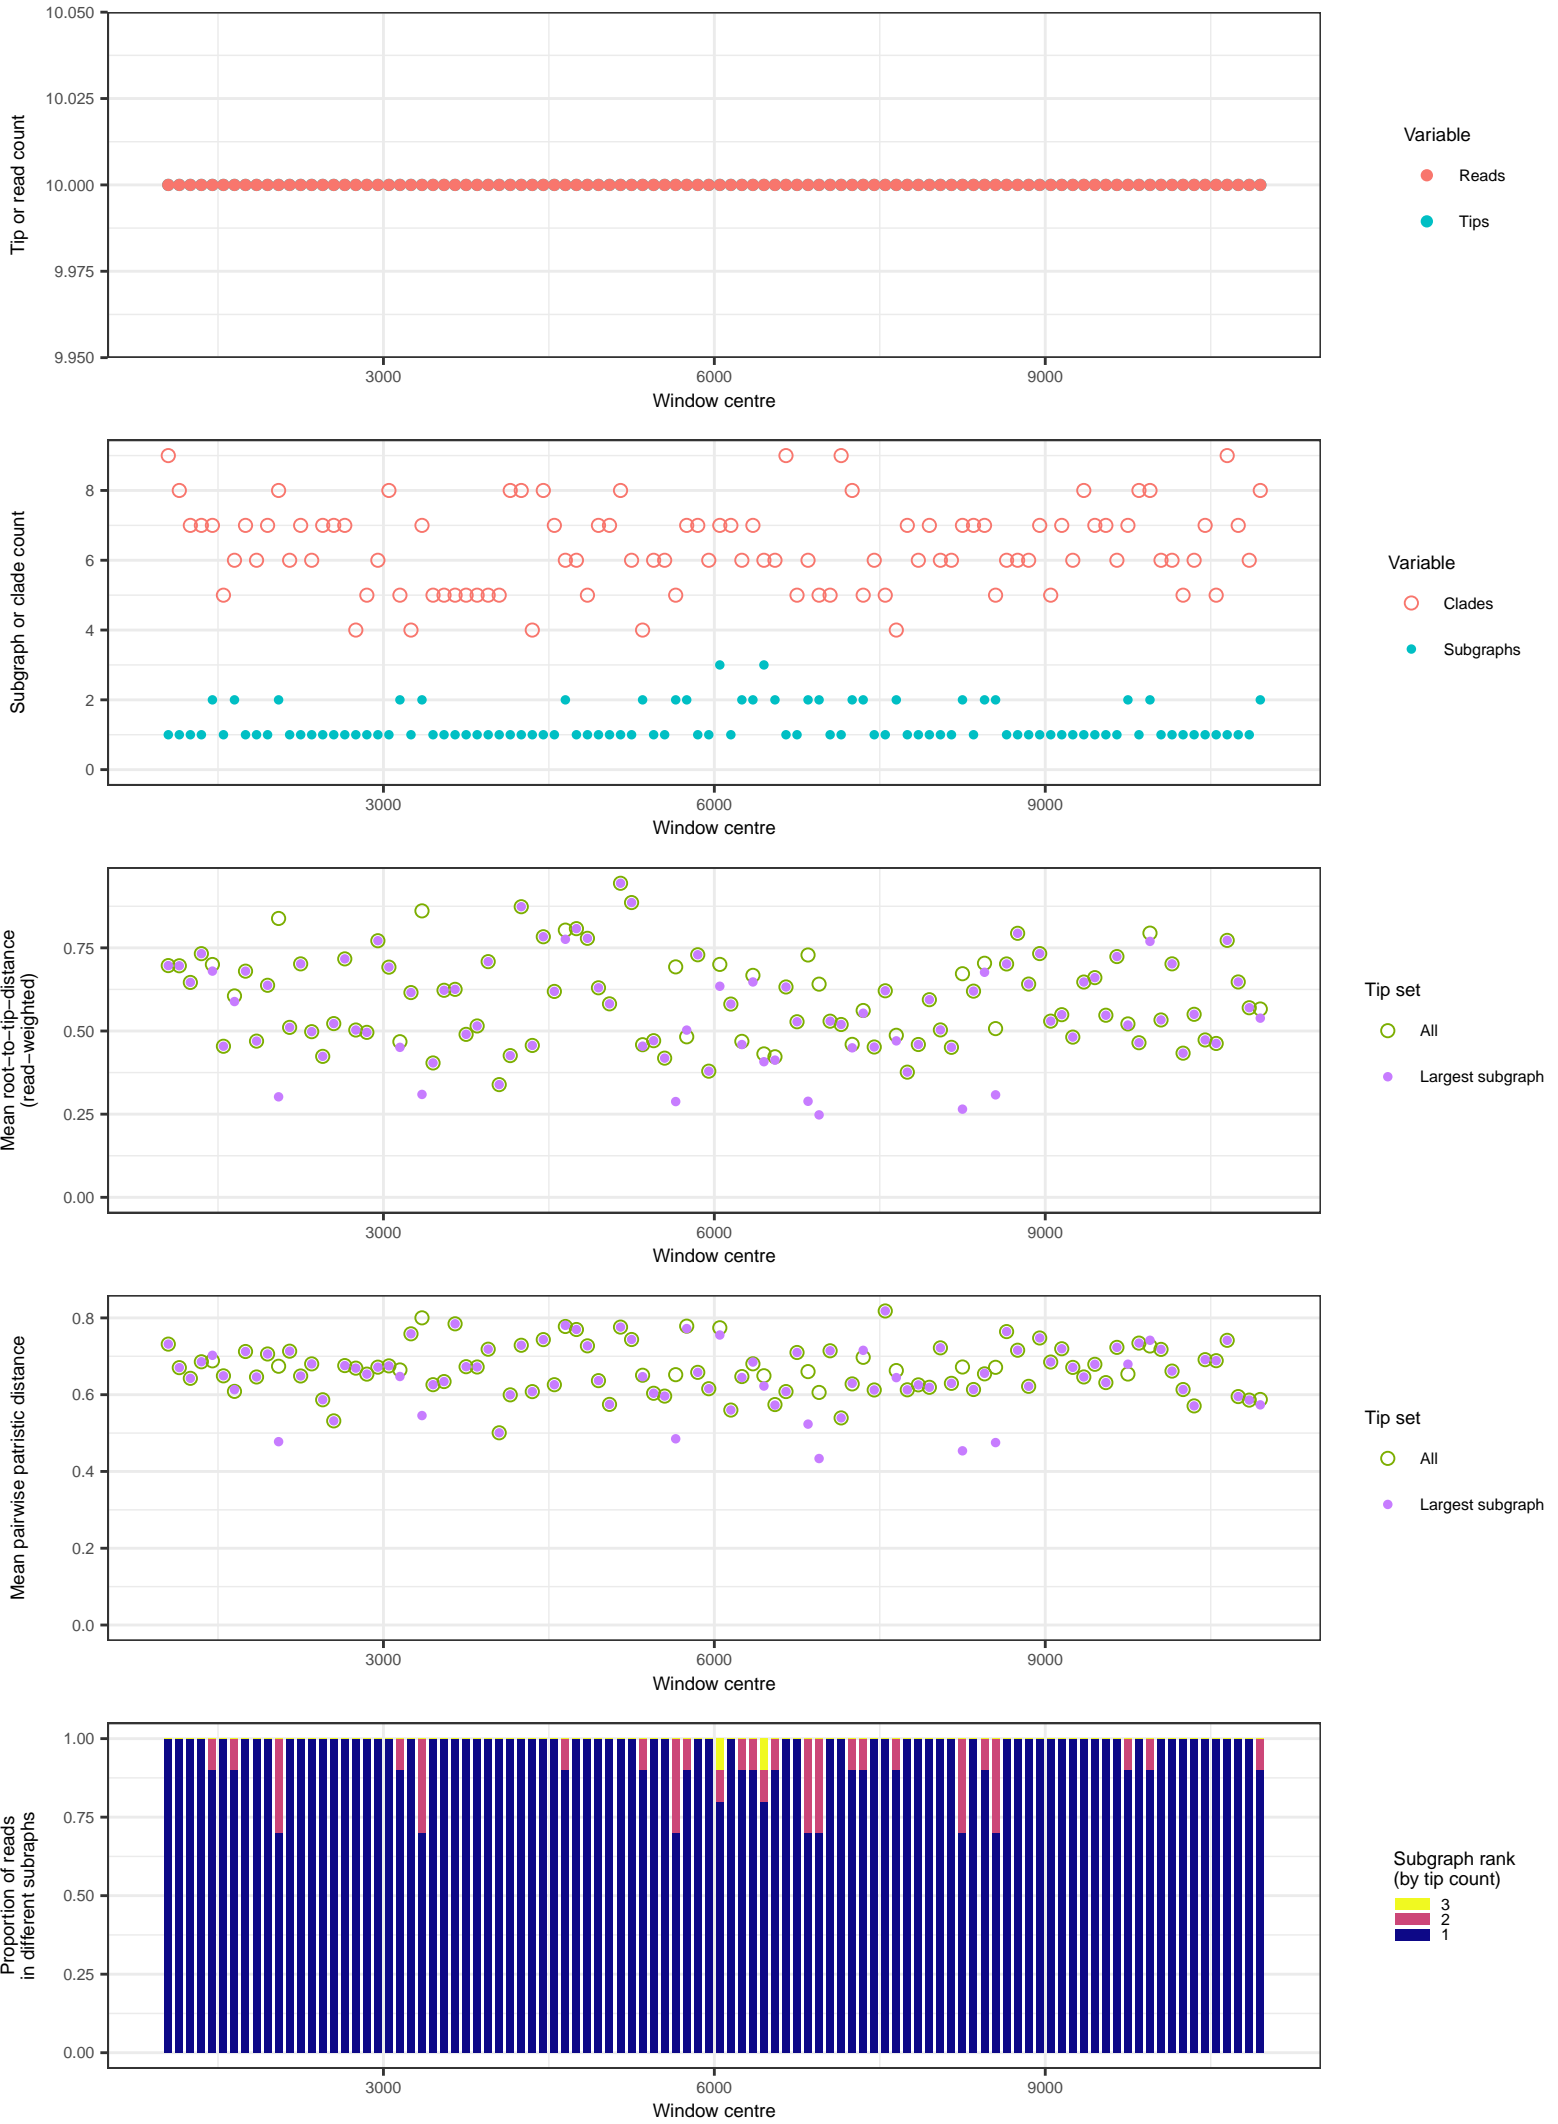 10.050
10.025
10.000
9.975
9.950
Tip or read count
3000
6000
9000
Window centre
Variable
Reads
Tips
8
6
4
2
0
Subgraph or clade count
3000
6000
9000
Window centre
Variable
Clades
Subgraphs
0.75
0.50
0.25
0.00
Mean root−to−tip−distance
(read−weighted)
3000
6000
9000
Window centre
Tip set
All
Largest subgraph
0.8
0.6
0.4
0.2
0.0
Mean pairwise patristic distance
3000
6000
9000
Window centre
Tip set
All
Largest subgraph
1.00
0.75
0.50
0.25
0.00
Proportion of reads
in different subraphs
3000
6000
9000
Window centre
Subgraph rank
(by tip count)
3
2
1